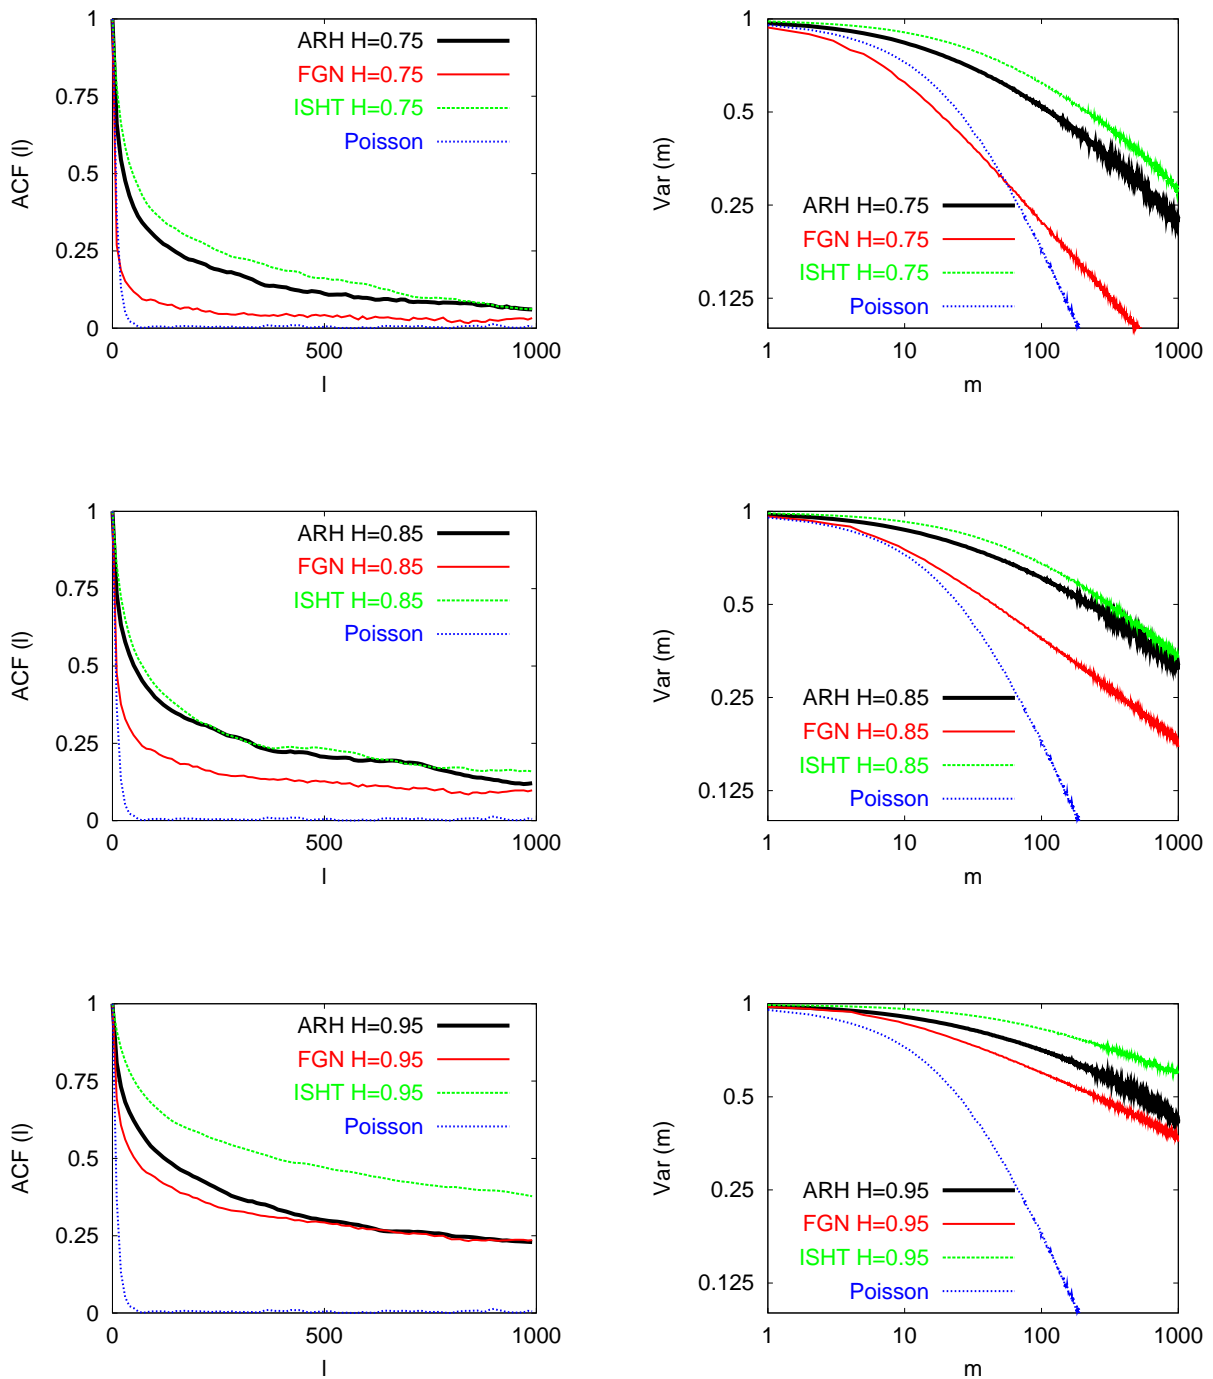 1
0.75
0.5
0.25
0
0
500
1000
ACF (l)
l
ARH H=0.75
FGN H=0.75
ISHT H=0.75
Poisson
1
0.5
0.25
0.125
1
10
100
1000
Var (m)
m
ARH H=0.75
FGN H=0.75
ISHT H=0.75
Poisson
1
0.75
0.5
0.25
0
0
500
1000
ACF (l)
l
ARH H=0.85
FGN H=0.85
ISHT H=0.85
Poisson
1
0.5
0.25
0.125
1
10
100
1000
Var (m)
m
ARH H=0.85
FGN H=0.85
ISHT H=0.85
Poisson
1
0.75
0.5
0.25
0
0
500
1000
ACF (l)
l
ARH H=0.95
FGN H=0.95
ISHT H=0.95
Poisson
1
0.5
0.25
0.125
1
10
100
1000
Var (m)
m
ARH H=0.95
FGN H=0.95
ISHT H=0.95
Poisson